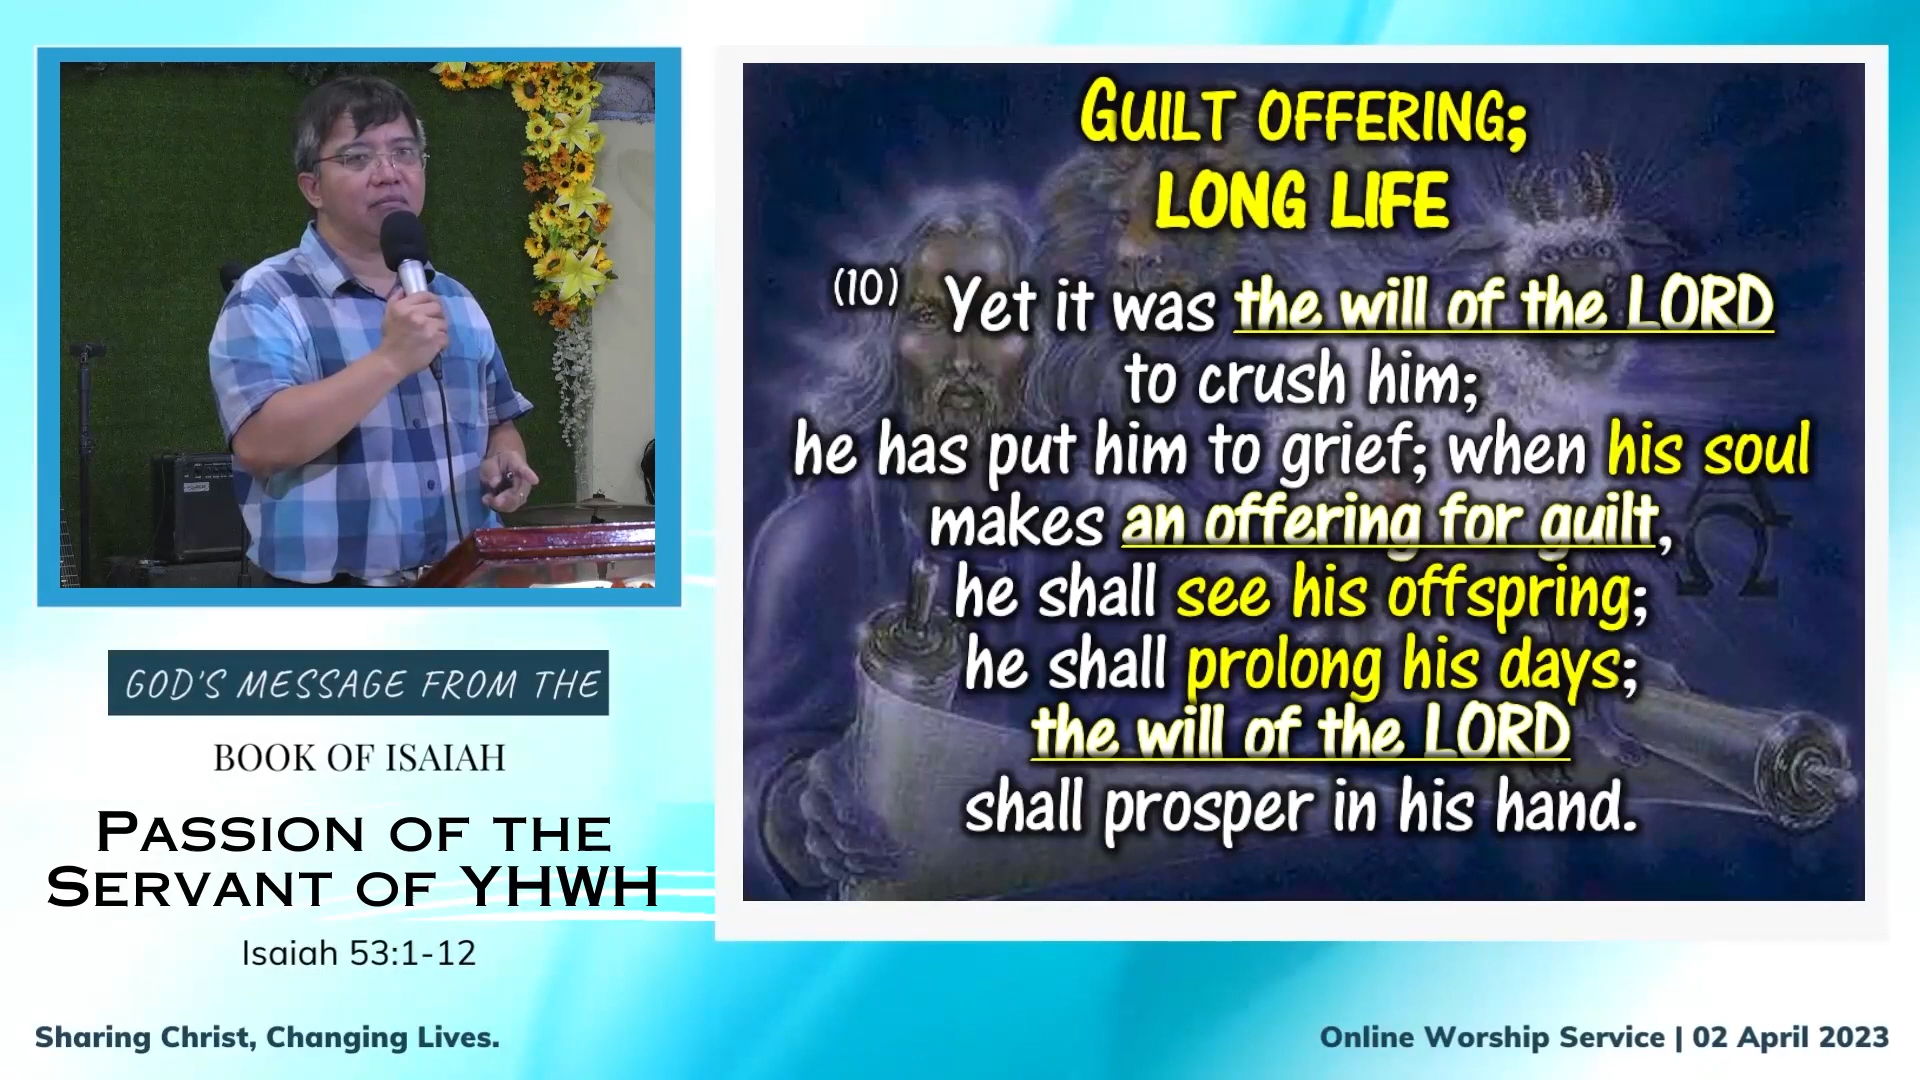 GOD'S MESSAGE FROM THE
BOOK OF ISAIAH
PASSION OF THE
SERVANT OF YHWH
Isaiah 53:1-12
GUILT OFFERING;
LONG LIFE
(10) Yet it was the will of the LORD
to crush him;
he has put him to grief; when his soul
makes an offering for guilt,
he shall see his offspring;
he shall prolong his days;
the will of the LORD
shall prosper in his hand.
Sharing Christ, Changing Lives.
Online Worship Service | 02 April 2023